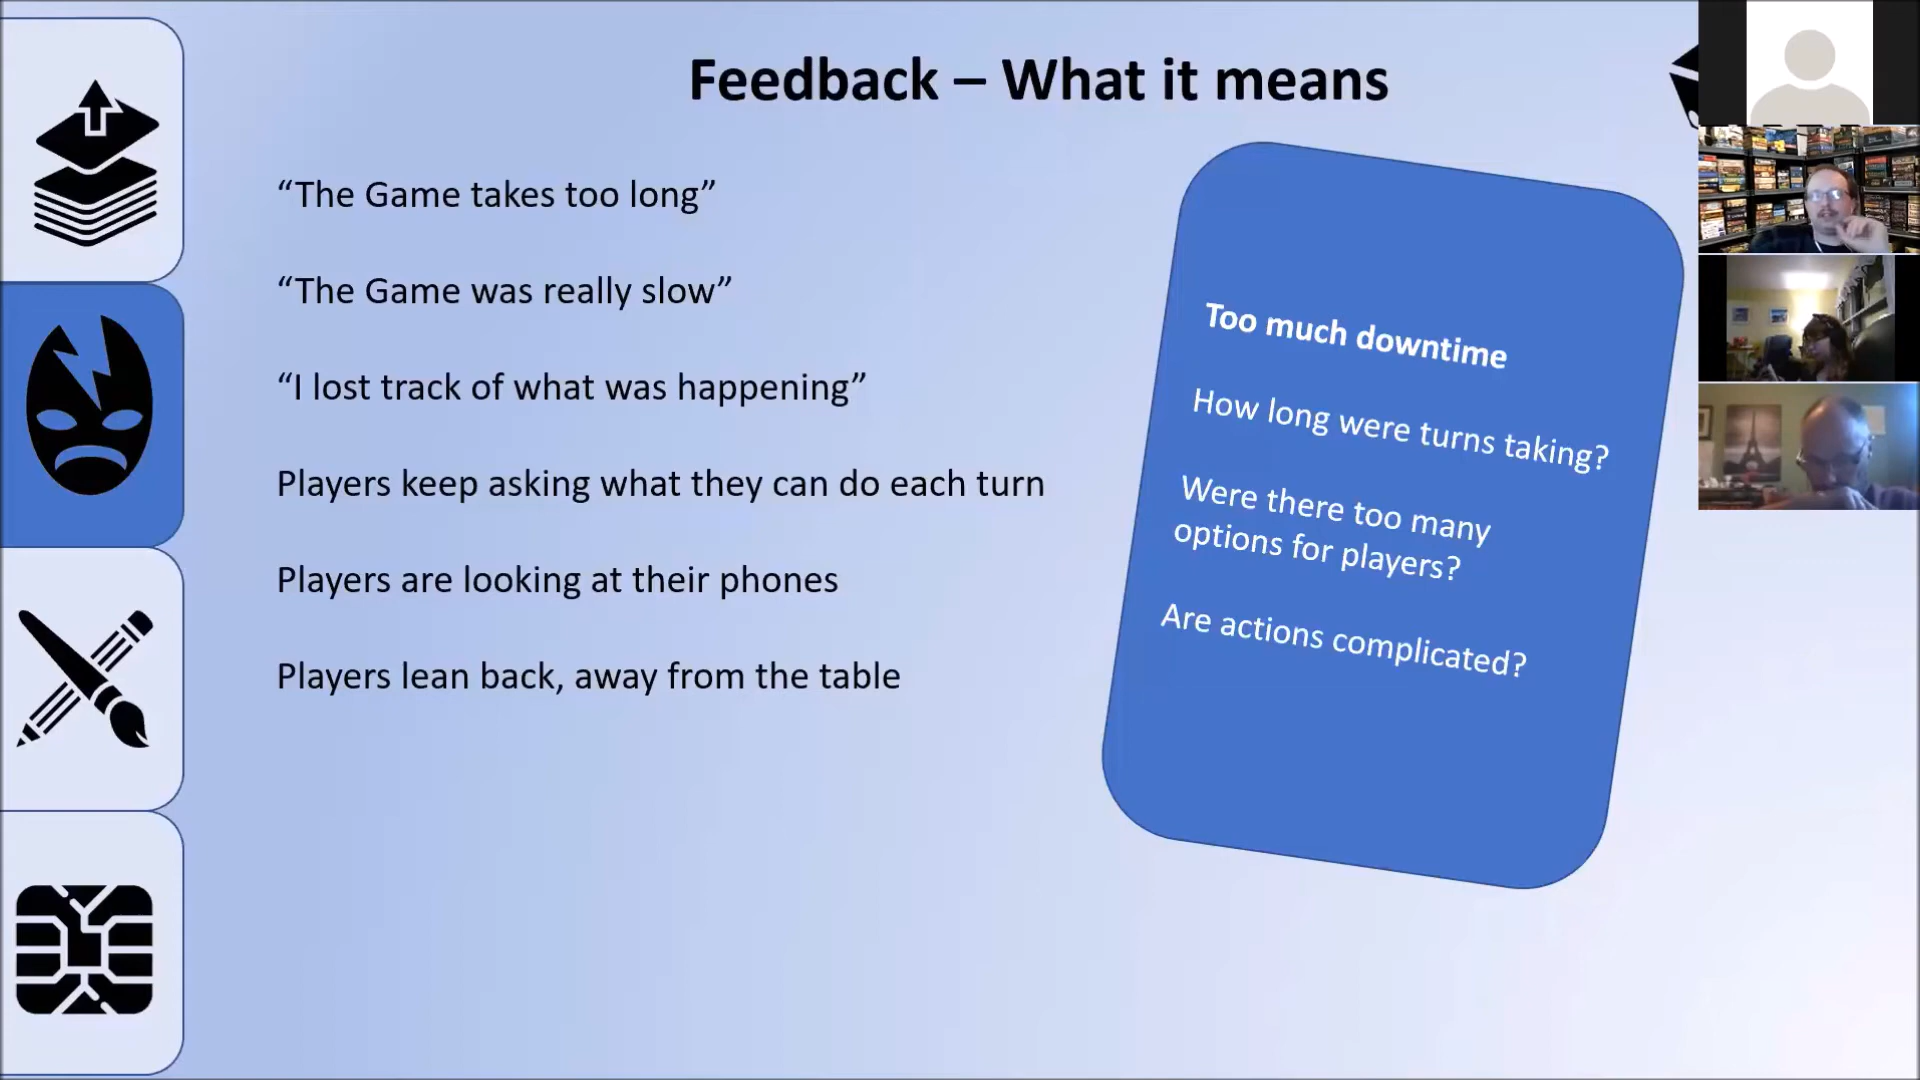 Feedback – What it means
“The Game takes too long”
“The Game was really slow”
“I lost track of what was happening”
Players keep asking what they can do each turn
Players are looking at their phones
Players lean back, away from the table
Too much downtime
How long were turns taking?
Were there too many
options for players?
Are actions complicated?